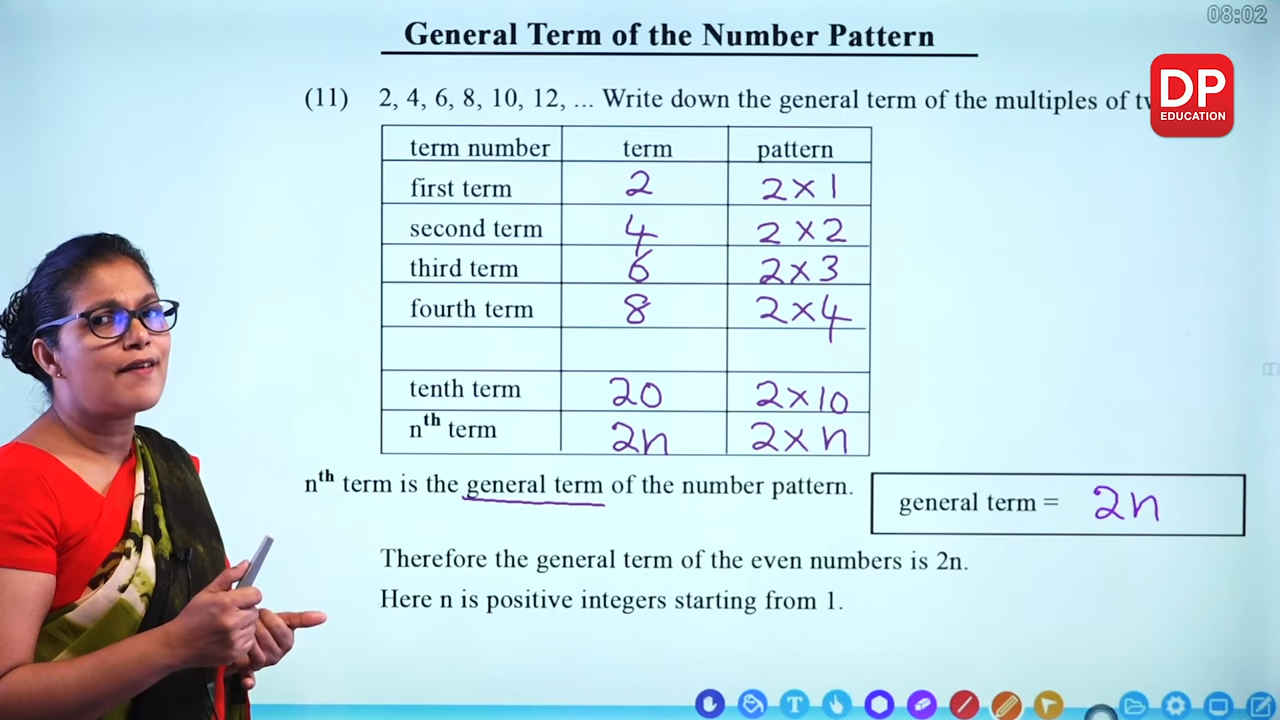 08:02
General Term of the Number Pattern
DP
EDUCATION
(11) 2, 4, 6, 8, 10, 12, ... Write down the general term of the multiples of
term number term pattern
first term 2 2 × 1
second term 4 2 × 2
third term 6 2 × 3
fourth term 8 2 × 4
tenth term 20 2 × 10
nth term 2n 2 × n
nth term is the general term of the number pattern.
general term = 2n
Therefore the general term of the even numbers is 2n.
Here n is positive integers starting from 1.
T